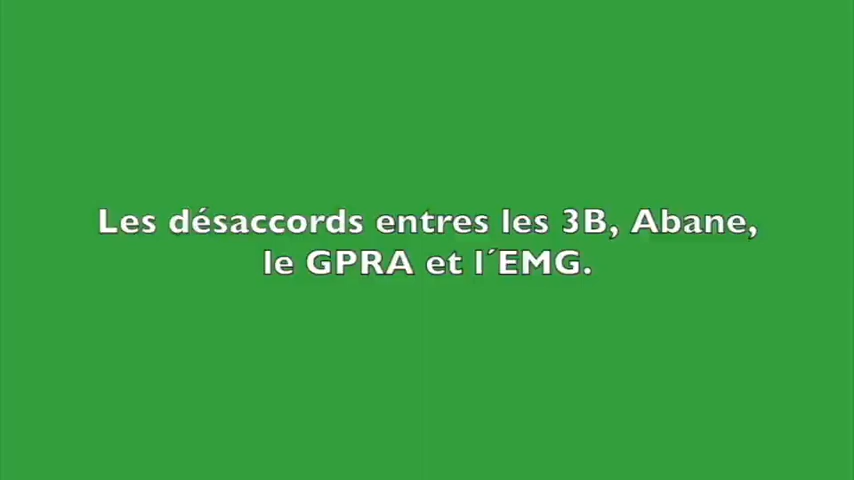 Les désaccords entres les 3B, Abane,
le GPRA et l´EMG.